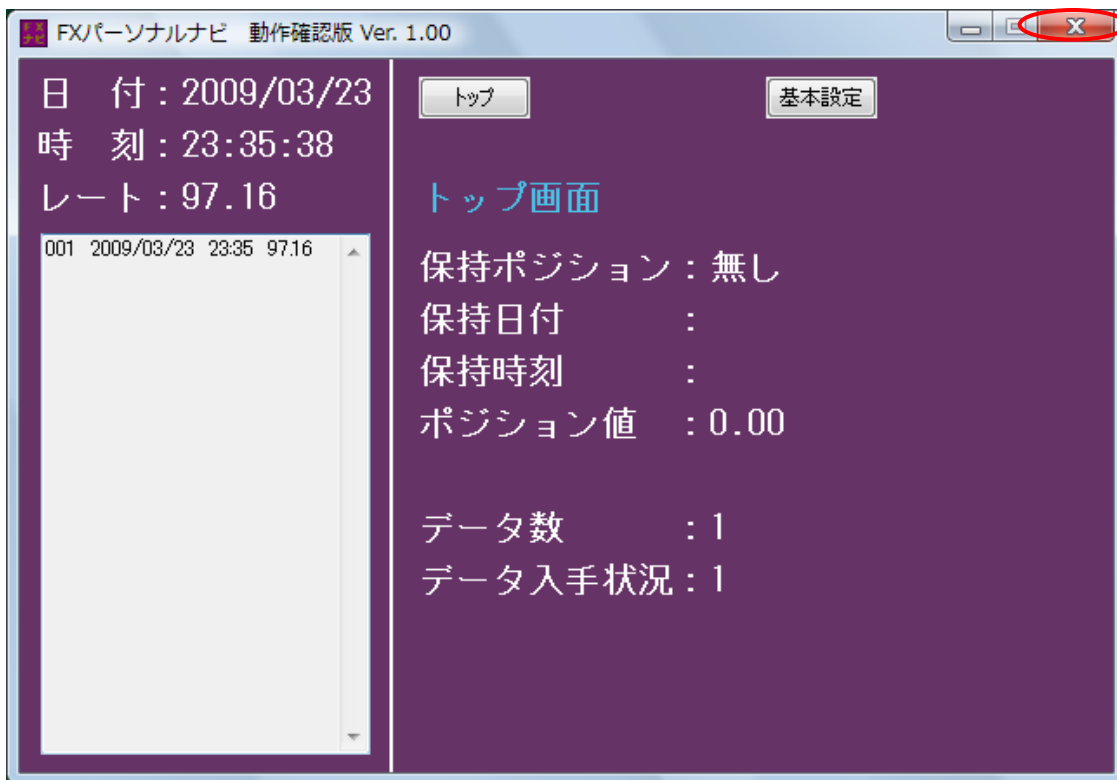 FXパーソナルナビ　動作確認版 Ver. 1.00
日　付：2009/03/23
時　刻：23:35:38
レート：97.16
001 2009/03/23 23:35 97.16
トップ
基本設定
トップ画面
保持ポジション：無し
保持日付　　　：
保持時刻　　　：
ポジション値　：0.00
データ数　　　：1
データ入手状況：1